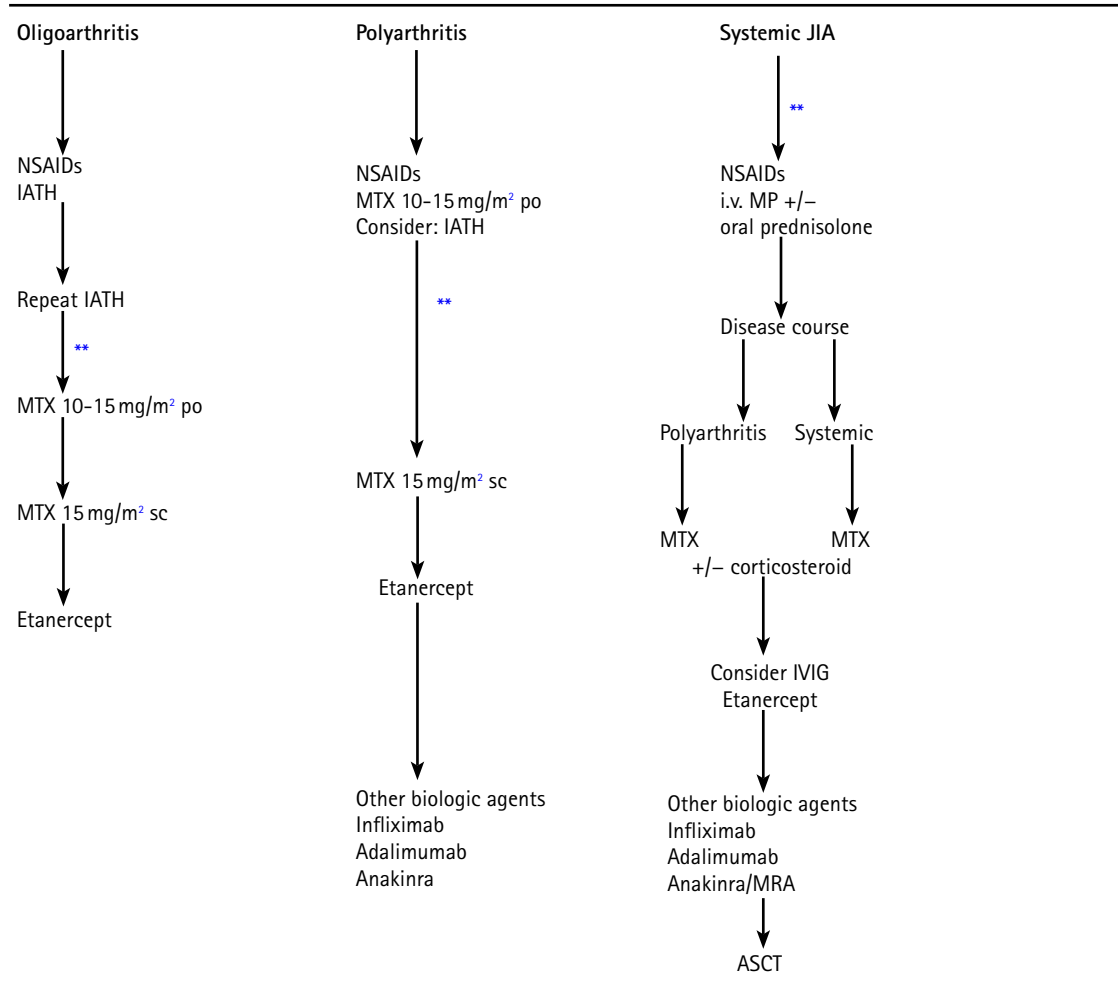 Oligoarthritis
NSAIDs
IATH
Repeat IATH
**
MTX 10-15 mg/m² po
MTX 15 mg/m² sc
Etanercept
Polyarthritis
NSAIDs
MTX 10-15 mg/m² po
Consider: IATH
**
MTX 15 mg/m² sc
Etanercept
Other biologic agents
Infliximab
Adalimumab
Anakinra
Systemic JIA
**
NSAIDs
i.v. MP +/−
oral prednisolone
Disease course
Polyarthritis Systemic
MTX MTX
+/− corticosteroid
Consider IVIG
Etanercept
Other biologic agents
Infliximab
Adalimumab
Anakinra/MRA
ASCT